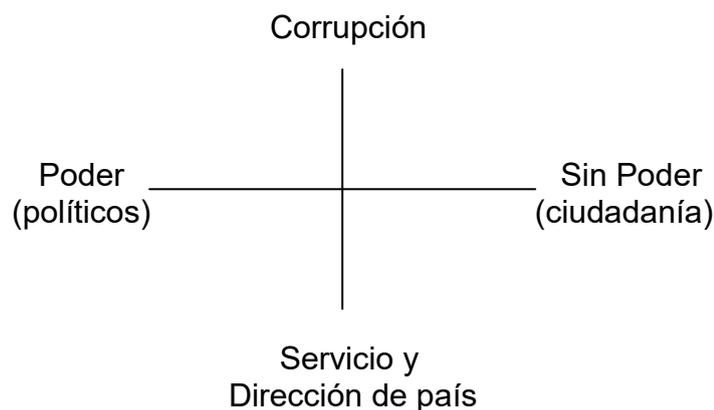 Corrupción
Poder
(políticos)
Sin Poder
(ciudadanía)
Servicio y
Dirección de país